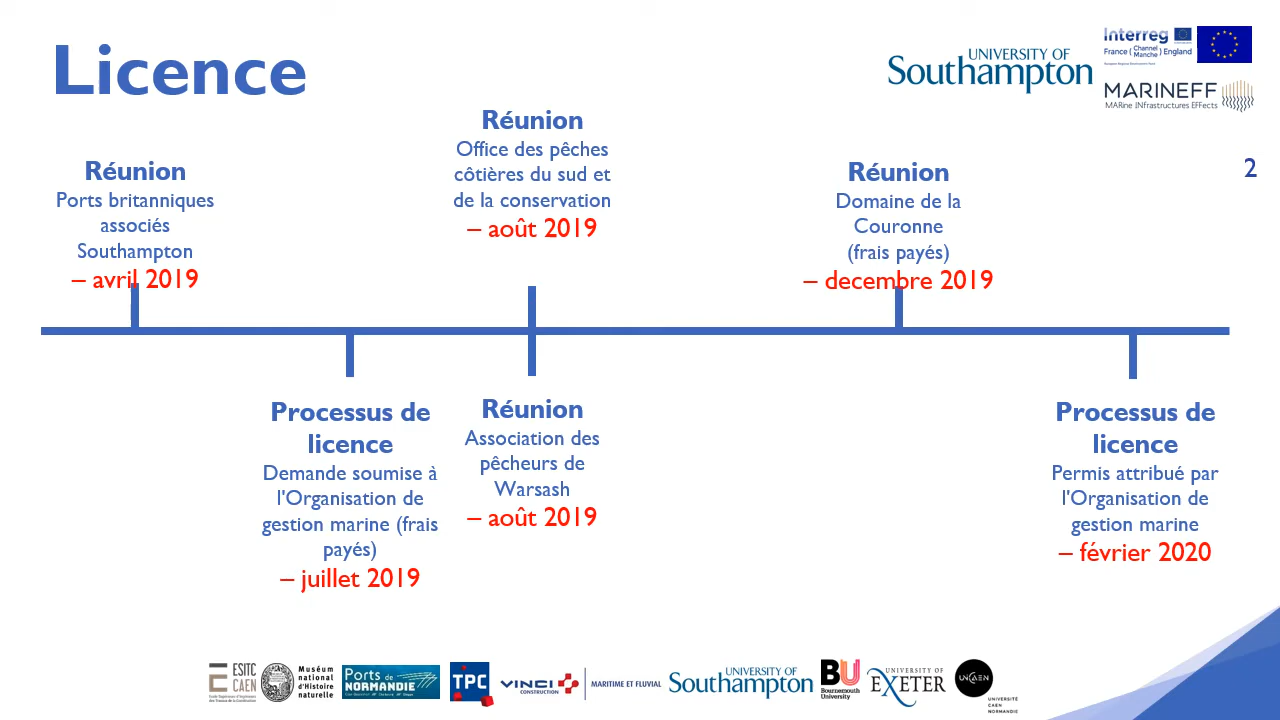 Licence
UNIVERSITY OF
Southampton
Interreg
France ( Channel Manche ) England
European Regional Development Fund
MARINEFF
MARine INfrastructures EFFects
2
Réunion
Ports britanniques
associés
Southampton
– avril 2019
Réunion
Office des pêches
côtières du sud et
de la conservation
– août 2019
Réunion
Domaine de la
Couronne
(frais payés)
– decembre 2019
Processus de
licence
Demande soumise à
l'Organisation de
gestion marine (frais
payés)
– juillet 2019
Réunion
Association des
pêcheurs de
Warsash
– août 2019
Processus de
licence
Permis attribué par
l'Organisation de
gestion marine
– février 2020
ESITC
CAEN
Muséum
national
d'Histoire
naturelle
Ports de
NORMANDIE
TPC
VINCI
CONSTRUCTION
MARITIME ET FLUVIAL
UNIVERSITY OF
Southampton
BU
Bournemouth
University
UNIVERSITY OF
EXETER
UNICAEN
UNIVERSITÉ
CAEN
NORMANDIE